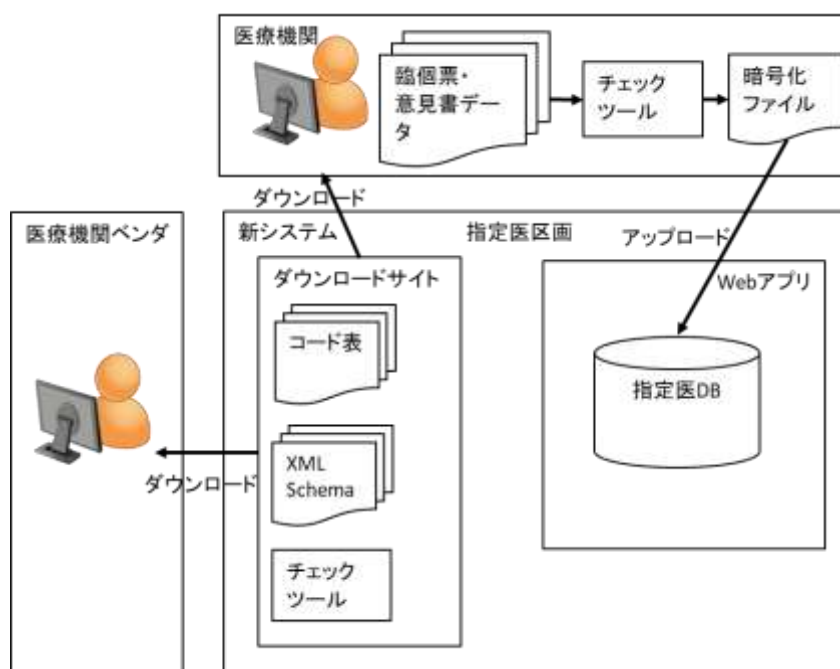 医療機関
臨個票・
意見書デー
タ
チェック
ツール
暗号化
ファイル
ダウンロード
アップロード
医療機関ベンダ
新システム
指定医区画
ダウンロードサイト
Webアプリ
コード表
指定医DB
XML
Schema
ダウンロード
チェック
ツール